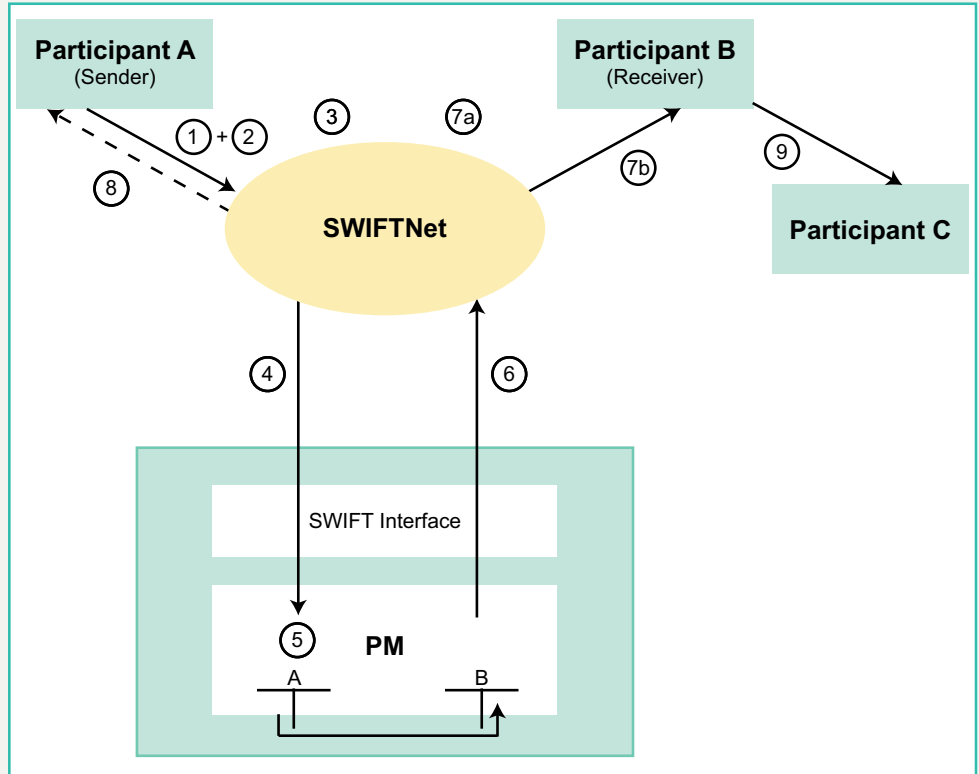 Participant A
(Sender)
Participant B
(Receiver)
1 + 2
3
7a
7b
9
8
SWIFTNet
Participant C
4
6
SWIFT Interface
5
PM
A
B